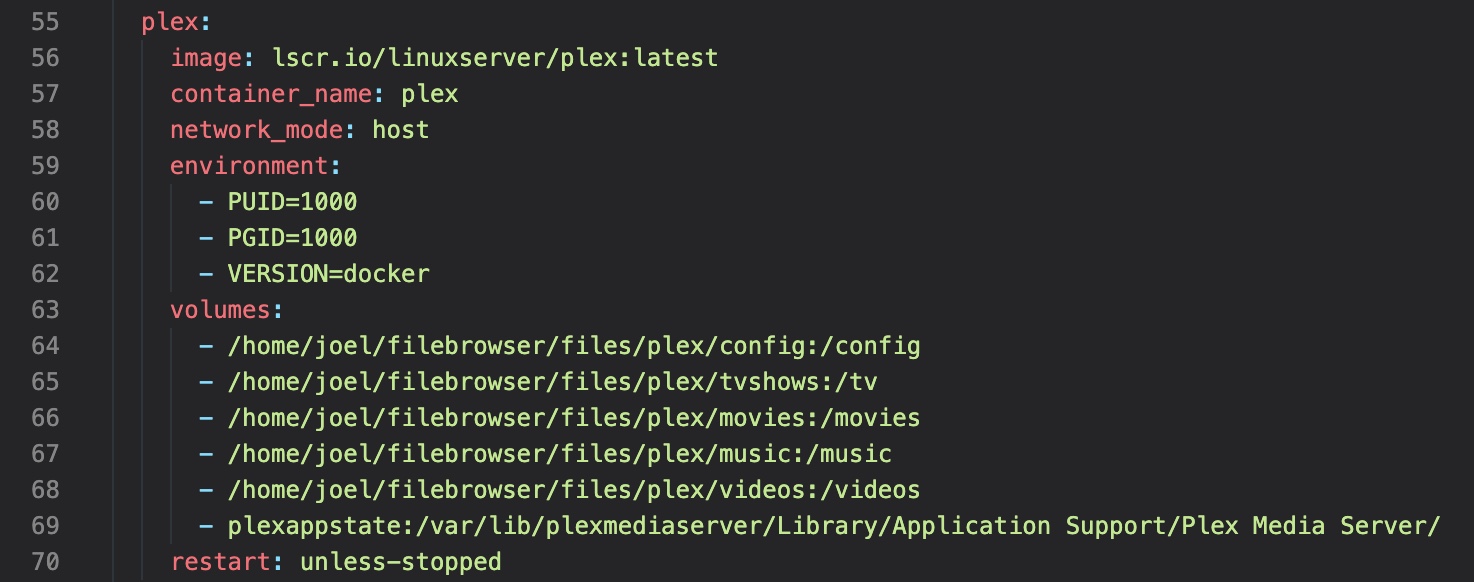 55 plex:
56 image: lscr.io/linuxserver/plex:latest
57 container_name: plex
58 network_mode: host
59 environment:
60 - PUID=1000
61 - PGID=1000
62 - VERSION=docker
63 volumes:
64 - /home/joel/filebrowser/files/plex/config:/config
65 - /home/joel/filebrowser/files/plex/tvshows:/tv
66 - /home/joel/filebrowser/files/plex/movies:/movies
67 - /home/joel/filebrowser/files/plex/music:/music
68 - /home/joel/filebrowser/files/plex/videos:/videos
69 - plexappstate:/var/lib/plexmediaserver/Library/Application Support/Plex Media Server/
70 restart: unless-stopped